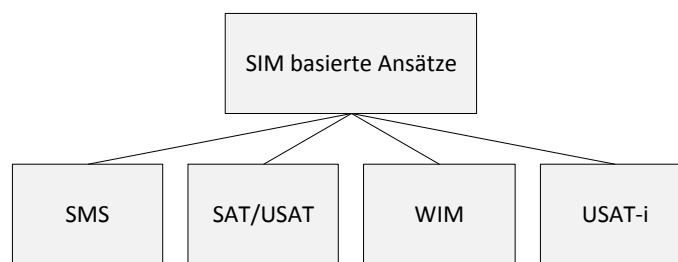 SIM basierte Ansätze
SMS
SAT/USAT
WIM
USAT-i